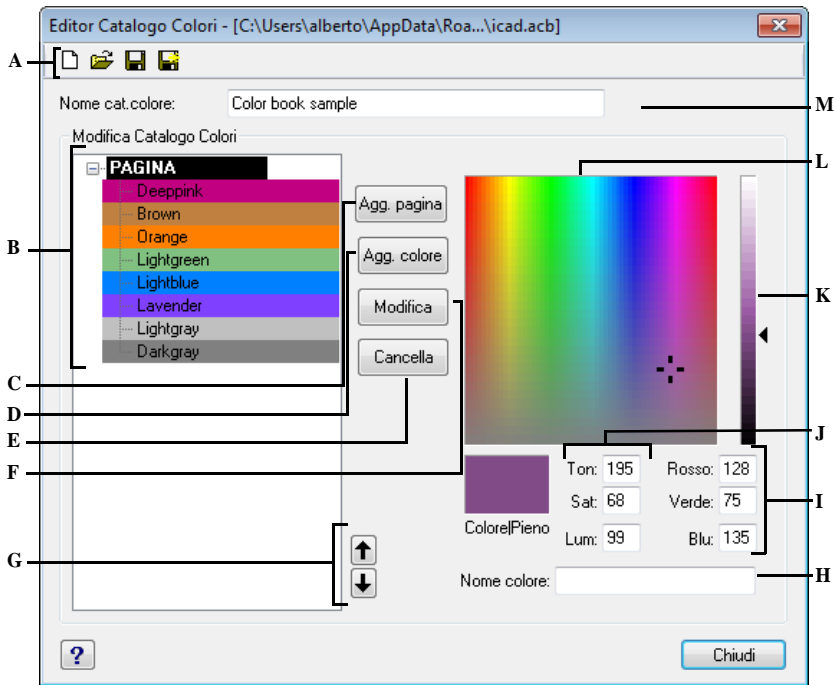 Editor Catalogo Colori - [C:\Users\alberto\AppData\Roa...\icad.acb]
A
Nome cat.colore: Color book sample
M
Modifica Catalogo Colori
L
PAGINA
Deeppink
Brown
Orange
Lightgreen
Lightblue
Lavender
Lightgray
Darkgray
B
Agg. pagina
Agg. colore
Modifica
Cancella
K
C
D
E
F
J
Ton: 195 Rosso: 128
Sat: 68 Verde: 75
Lum: 99 Blu: 135
I
Colore|Pieno
G
Nome colore:
H
?
Chiudi